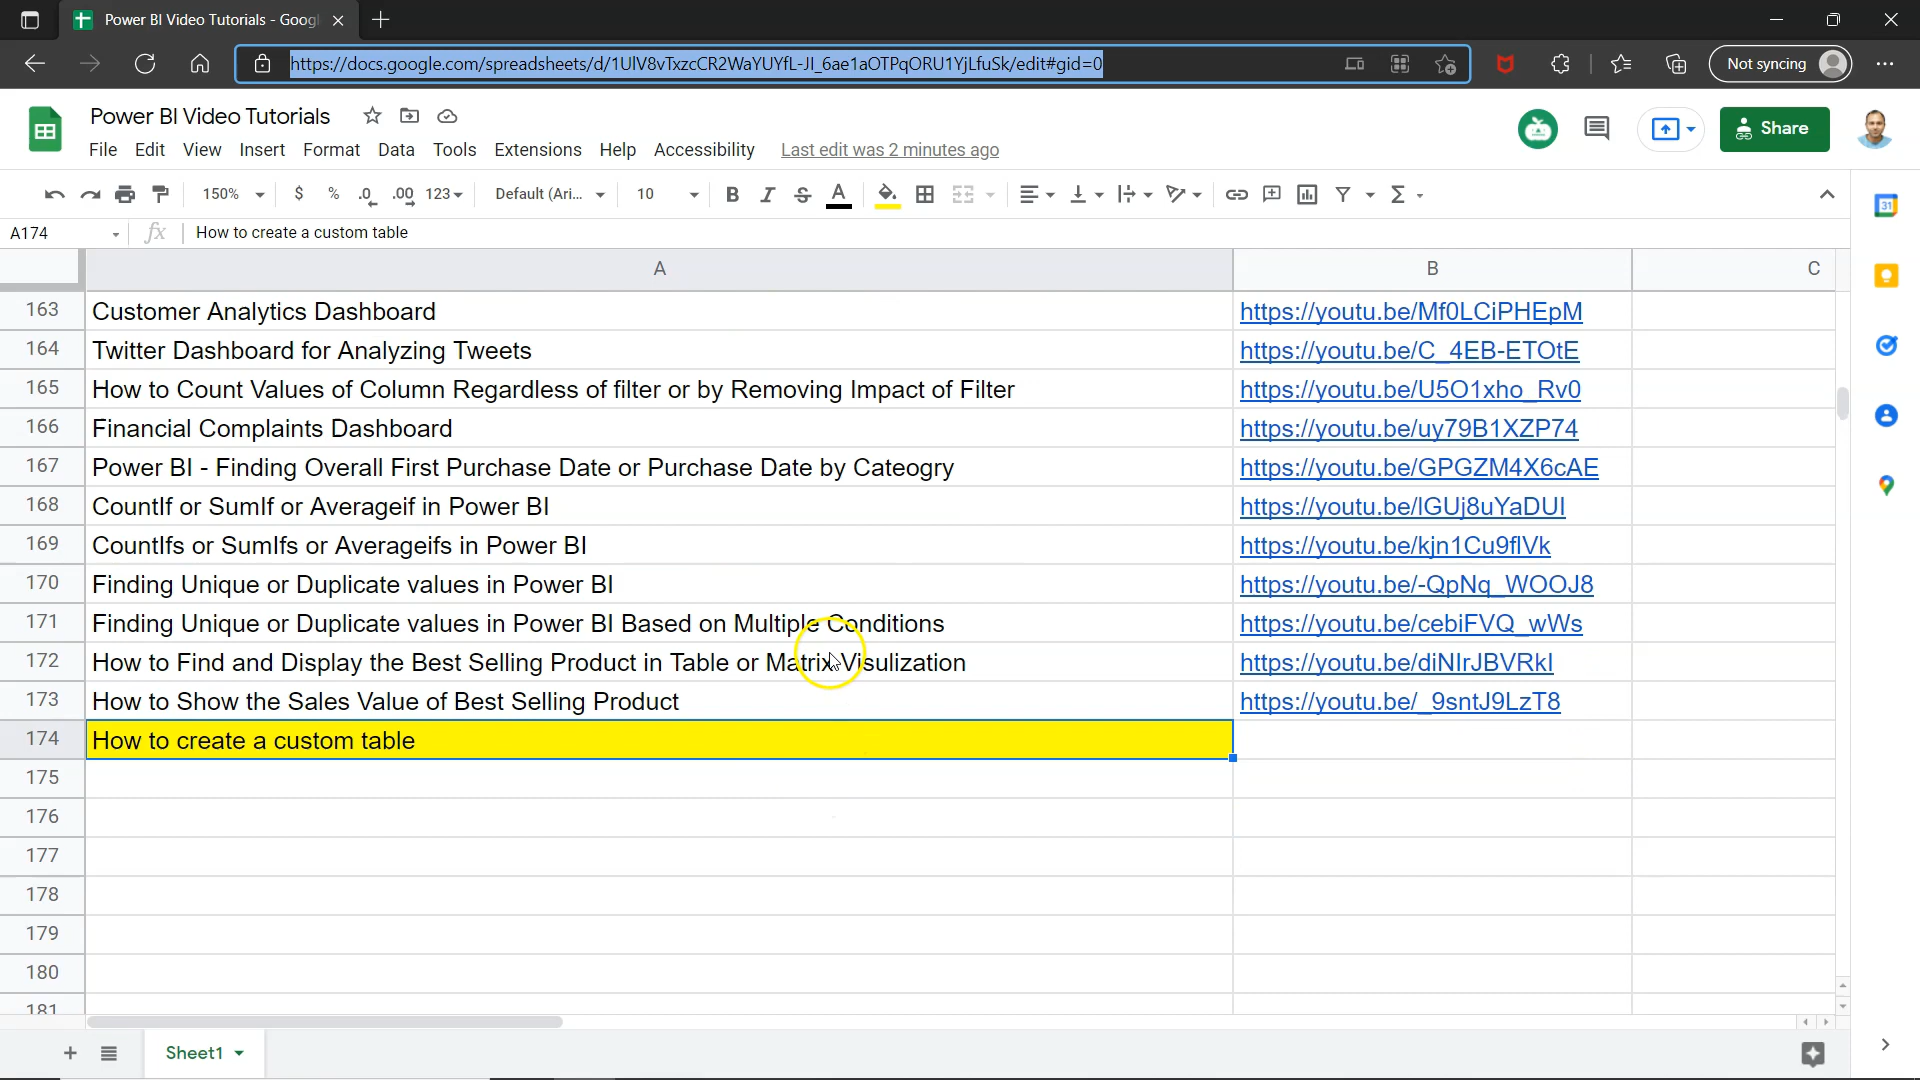 Power BI Video Tutorials - Googl
https://docs.google.com/spreadsheets/d/1UlV8vTxzcCR2WaYUYfL-JI_6ae1aOTPqORU1YjLfuSk/edit#gid=0
Not syncing
Power BI Video Tutorials
File Edit View Insert Format Data Tools Extensions Help Accessibility Last edit was 2 minutes ago
Share
150% $ % .0 .00 123 Default (Ari... 10 B I S A Σ
31
A174 fx How to create a custom table
A B C
163 Customer Analytics Dashboard https://youtu.be/Mf0LCiPHEpM
164 Twitter Dashboard for Analyzing Tweets https://youtu.be/C_4EB-ETOtE
165 How to Count Values of Column Regardless of filter or by Removing Impact of Filter https://youtu.be/U5O1xho_Rv0
166 Financial Complaints Dashboard https://youtu.be/uy79B1XZP74
167 Power BI - Finding Overall First Purchase Date or Purchase Date by Cateogry https://youtu.be/GPGZM4X6cAE
168 CountIf or SumIf or Averageif in Power BI https://youtu.be/IGUj8uYaDUI
169 CountIfs or SumIfs or Averageifs in Power BI https://youtu.be/kjn1Cu9flVk
170 Finding Unique or Duplicate values in Power BI https://youtu.be/-QpNq_WOOJ8
171 Finding Unique or Duplicate values in Power BI Based on Multiple Conditions https://youtu.be/cebiFVQ_wWs
172 How to Find and Display the Best Selling Product in Table or Matrix Visulization https://youtu.be/diNIrJBVRkI
173 How to Show the Sales Value of Best Selling Product https://youtu.be/_9sntJ9LzT8
174 How to create a custom table
175
176
177
178
179
180
181
Sheet1